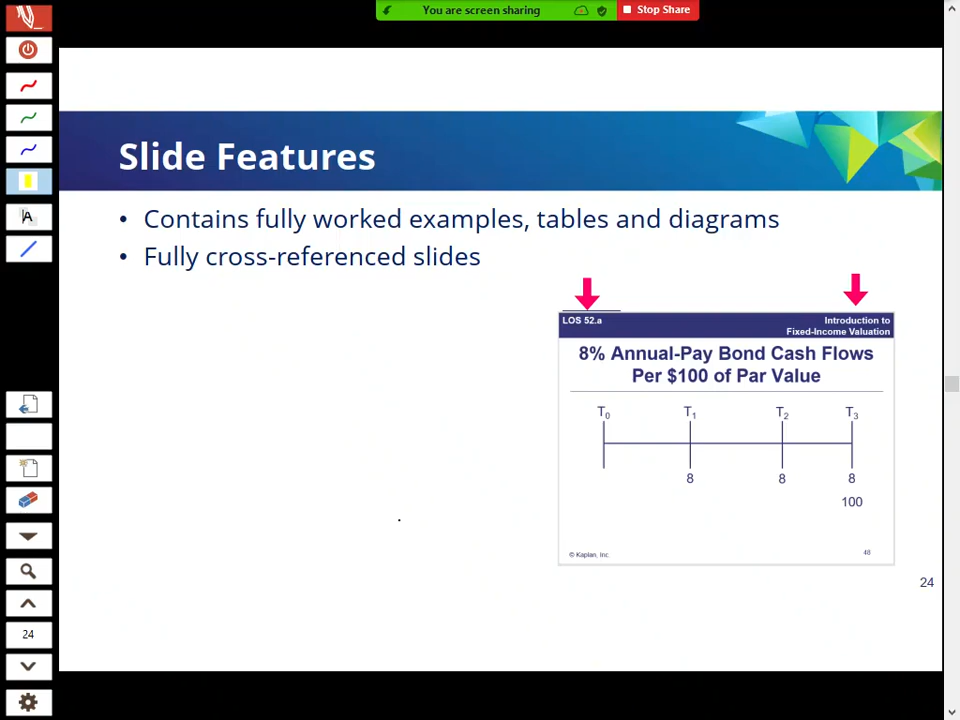 You are screen sharing
Stop Share
Slide Features
• Contains fully worked examples, tables and diagrams
• Fully cross-referenced slides
LOS 52.a
Introduction to
Fixed-Income Valuation
8% Annual-Pay Bond Cash Flows
Per $100 of Par Value
T0 T1 T2 T3
8 8 8
100
© Kaplan, Inc.
48
24
A
24